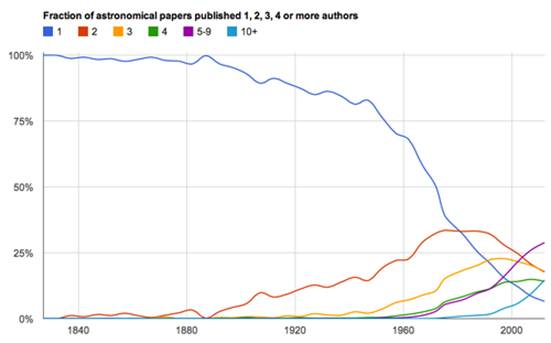 Fraction of astronomical papers published 1, 2, 3, 4 or more authors
1 2 3 4 5-9 10+
100%
75%
50%
25%
0%
1840 1880 1920 1960 2000